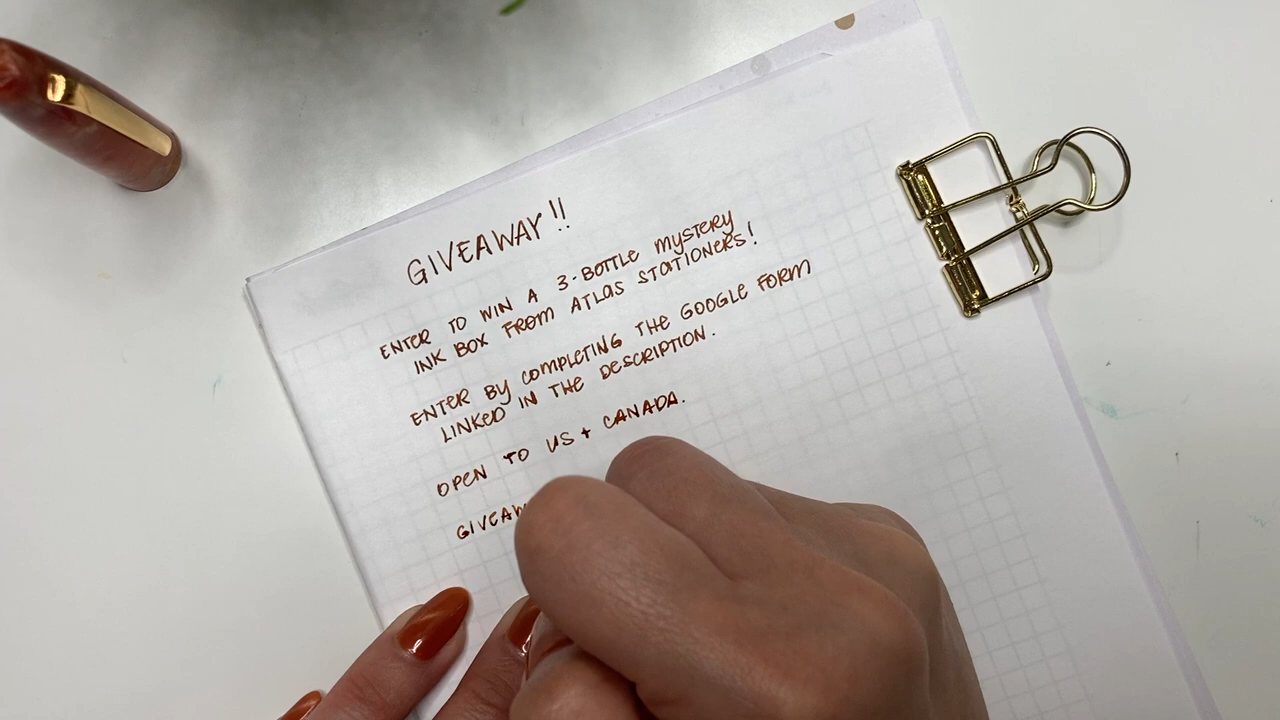 GIVEAWAY!!
ENTER TO WIN A 3-BOTTLE MYSTERY
INK BOX FROM ATLAS STATIONERS!
ENTER BY COMPLETING THE GOOGLE FORM
LINKED IN THE DESCRIPTION.
OPEN TO US + CANADA.